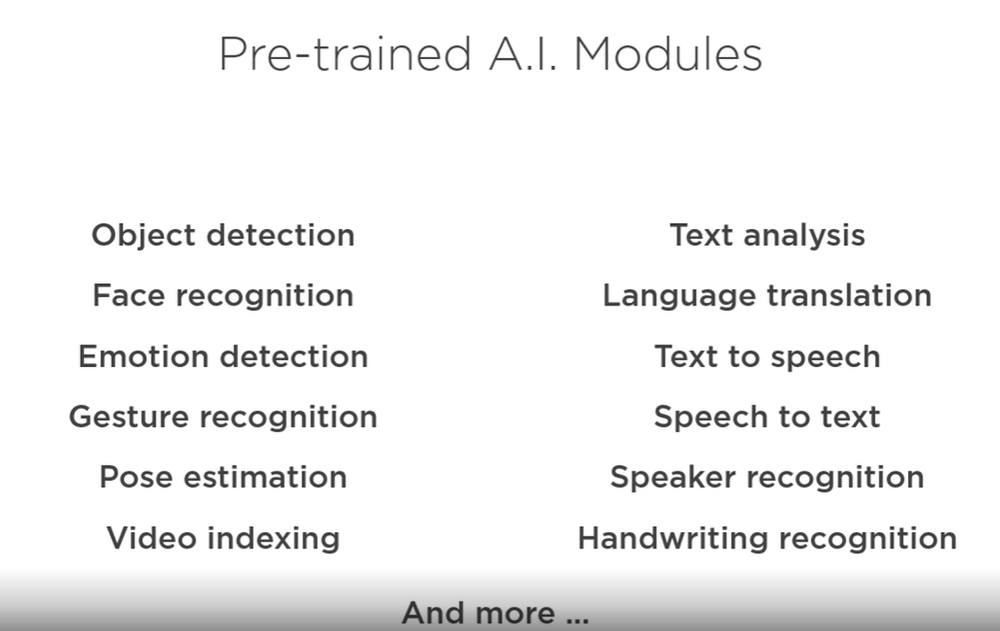 Pre-trained A.I. Modules
Object detection
Face recognition
Emotion detection
Gesture recognition
Pose estimation
Video indexing
Text analysis
Language translation
Text to speech
Speech to text
Speaker recognition
Handwriting recognition
And more ...